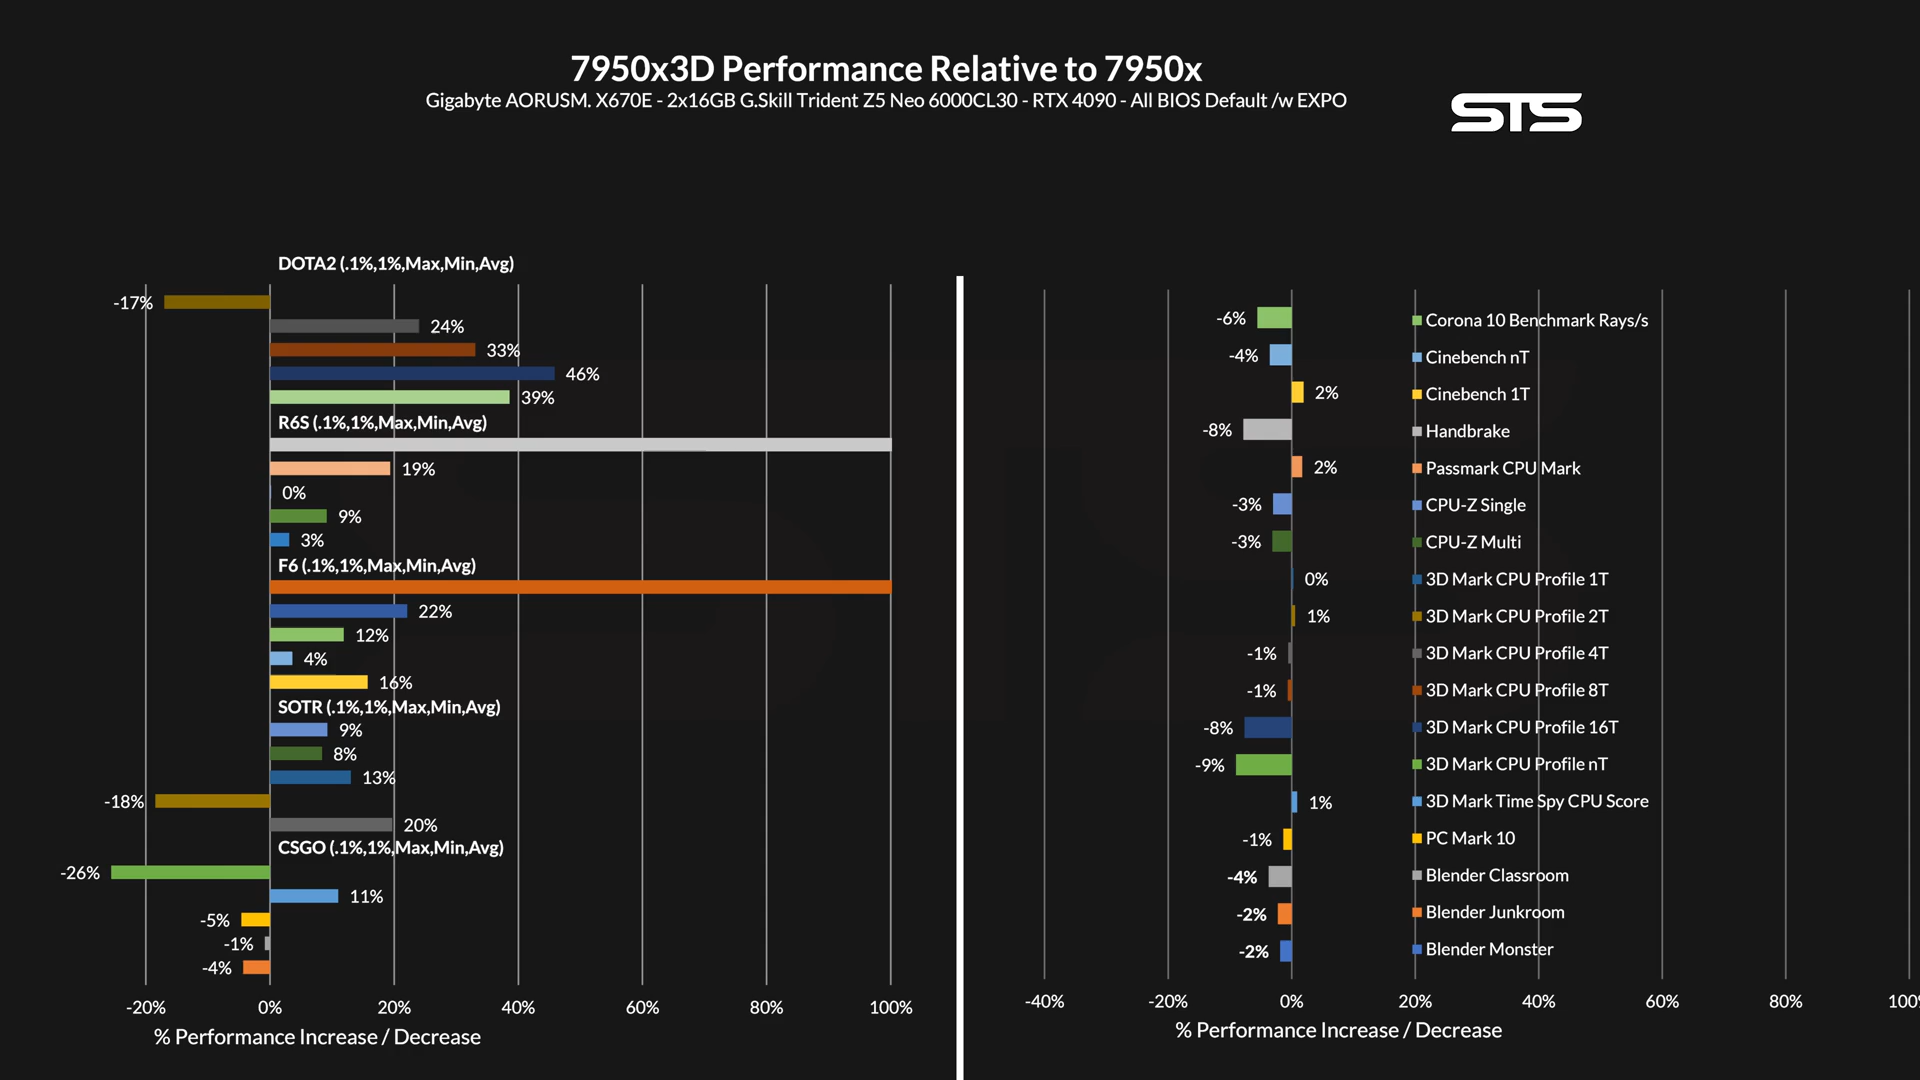 7950x3D Performance Relative to 7950x
Gigabyte AORUSM. X670E - 2x16GB G.Skill Trident Z5 Neo 6000CL30 - RTX 4090 - All BIOS Default /w EXPO
STS
DOTA2 (.1%,1%,Max,Min,Avg)
-17%
24%
33%
46%
39%
R6S (.1%,1%,Max,Min,Avg)
19%
0%
9%
3%
F6 (.1%,1%,Max,Min,Avg)
22%
12%
4%
16%
SOTR (.1%,1%,Max,Min,Avg)
9%
8%
13%
-18%
20%
CSGO (.1%,1%,Max,Min,Avg)
-26%
11%
-5%
-1%
-4%
-20% 0% 20% 40% 60% 80% 100%
% Performance Increase / Decrease
-6% Corona 10 Benchmark Rays/s
-4% Cinebench nT
2% Cinebench 1T
-8% Handbrake
2% Passmark CPU Mark
-3% CPU-Z Single
-3% CPU-Z Multi
0% 3D Mark CPU Profile 1T
1% 3D Mark CPU Profile 2T
-1% 3D Mark CPU Profile 4T
-1% 3D Mark CPU Profile 8T
-8% 3D Mark CPU Profile 16T
-9% 3D Mark CPU Profile nT
1% 3D Mark Time Spy CPU Score
-1% PC Mark 10
-4% Blender Classroom
-2% Blender Junkroom
-2% Blender Monster
-40% -20% 0% 20% 40% 60% 80% 100
% Performance Increase / Decrease